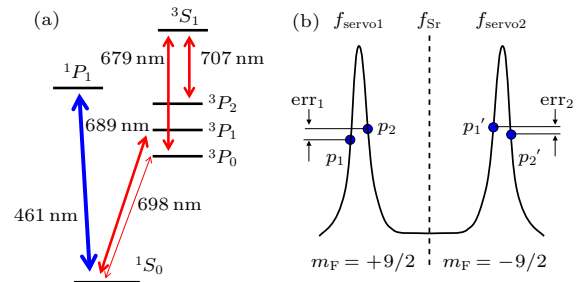 (a)
³S₁
679 nm
707 nm
¹P₁
³P₂
689 nm
³P₁
³P₀
461 nm
698 nm
¹S₀
(b)
f_servo1
f_Sr
f_servo2
err₁
p₂
p₁
p₁′
err₂
p₂′
m_F = +9/2
m_F = −9/2